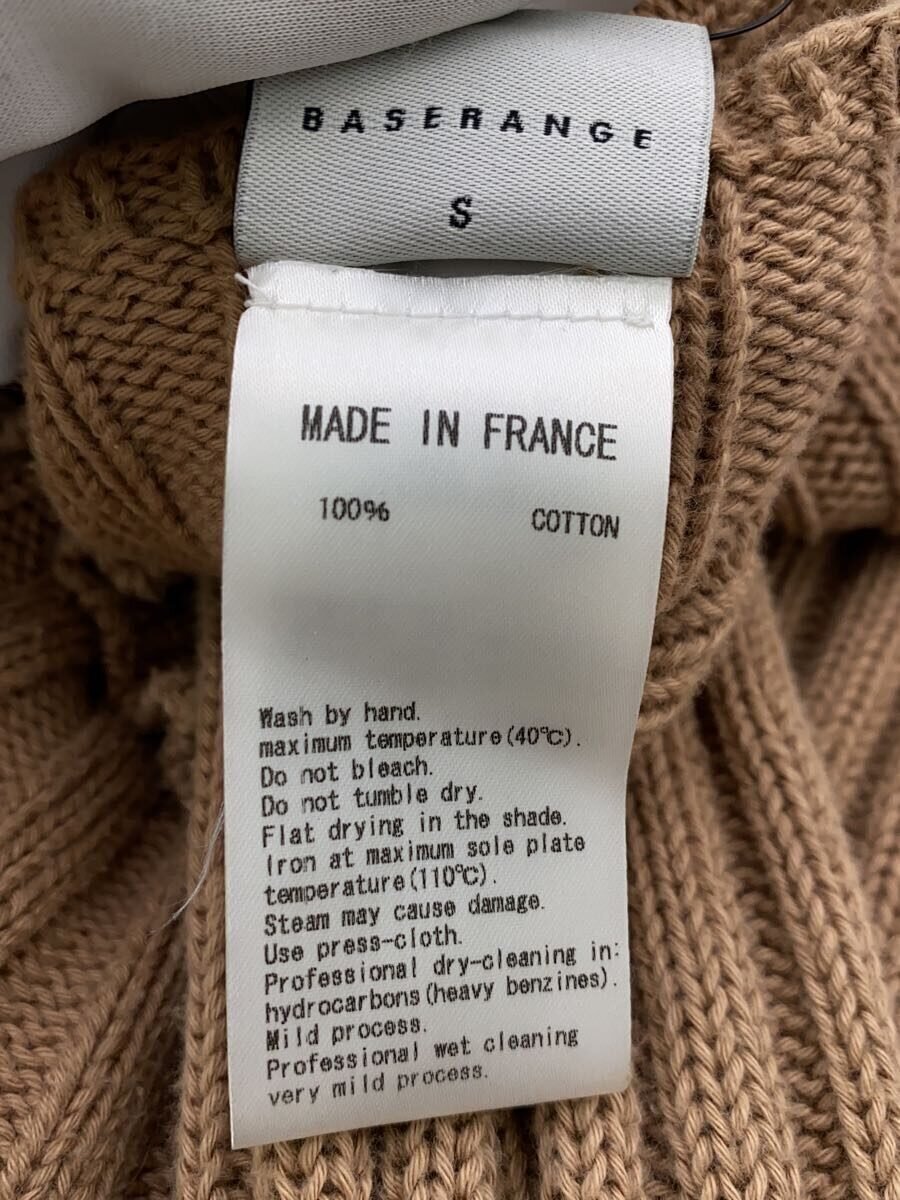 BASERANGE
S
MADE IN FRANCE
100% COTTON
Wash by hand.
maximum temperature(40℃).
Do not bleach.
Do not tumble dry.
Flat drying in the shade.
Iron at maximum sole plate
temperature(110℃).
Steam may cause damage.
Use press-cloth.
Professional dry-cleaning in:
hydrocarbons(heavy benzines).
Mild process.
Professional wet cleaning
very mild process.